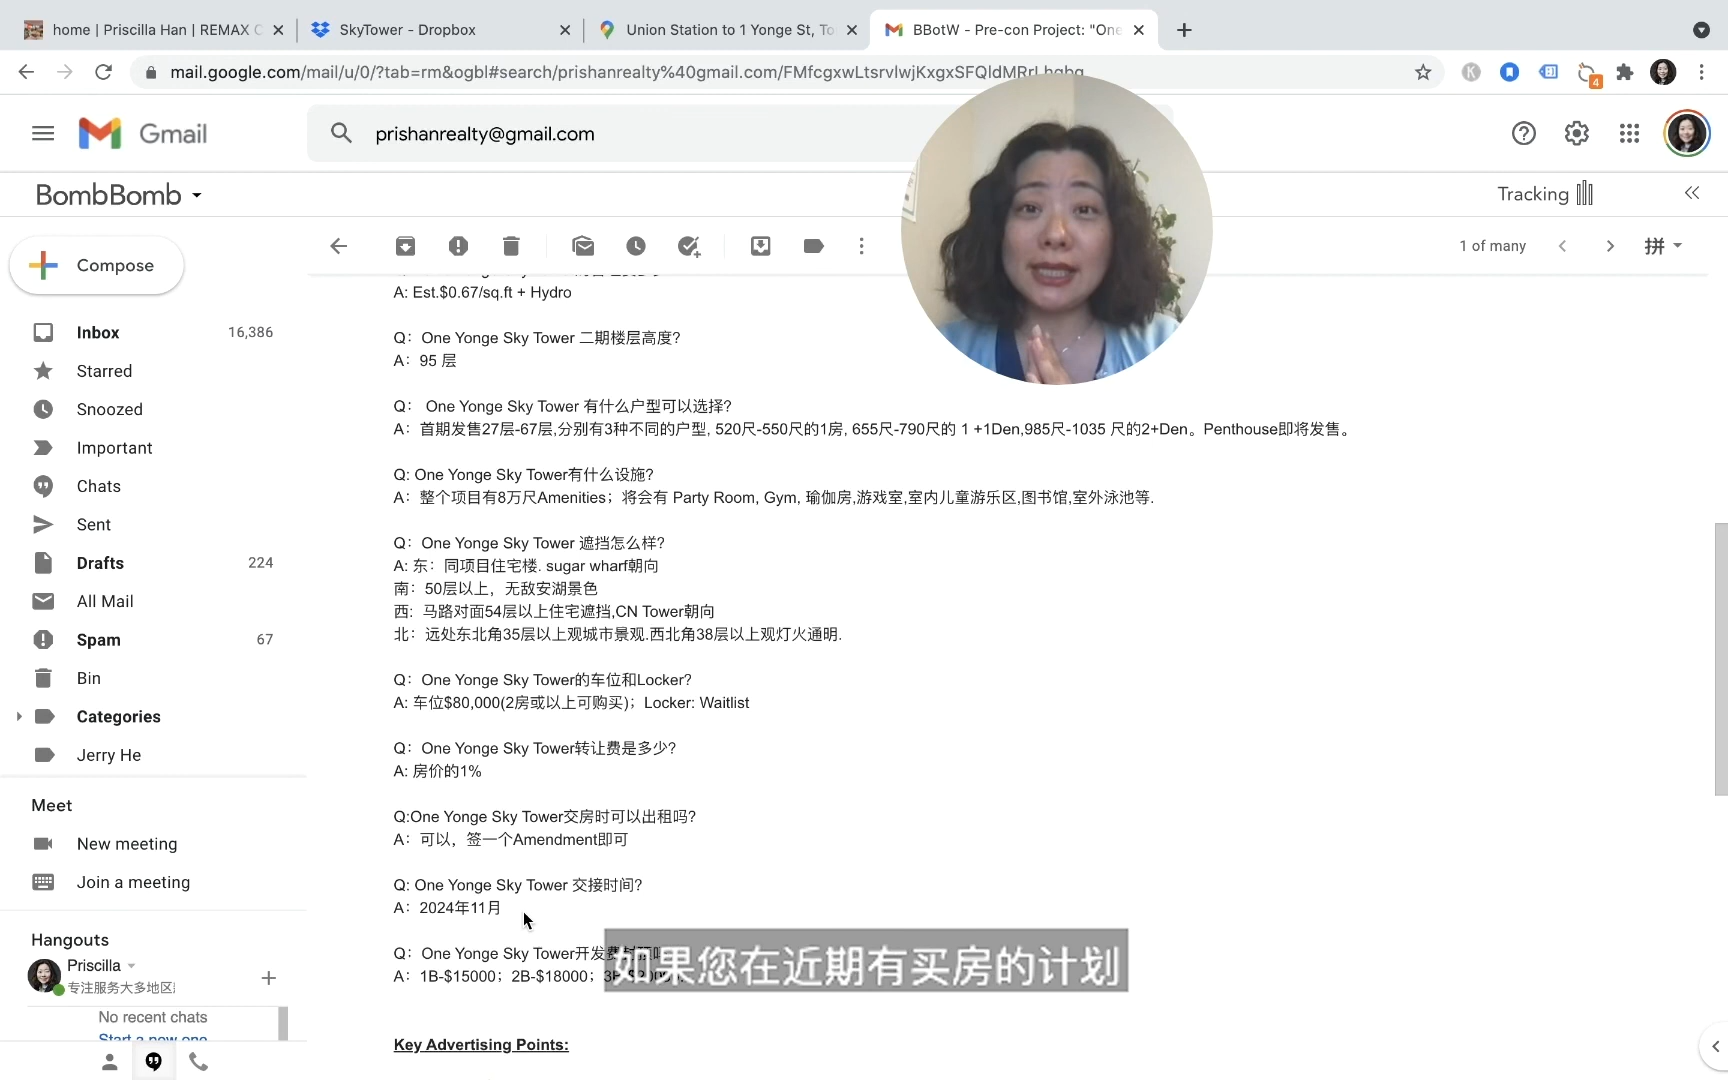 home | Priscilla Han | REMAX
SkyTower - Dropbox
Union Station to 1 Yonge St, To
BBotW - Pre-con Project: "One
mail.google.com/mail/u/0/?tab=rm&ogbl#search/prishanrealty%40gmail.com/
4
Gmail
prishanrealty@gmail.com
BombBomb
Tracking
Compose
1 of many
拼
Inbox 16,386
Starred
Snoozed
Important
Chats
Sent
Drafts 224
All Mail
Spam 67
Bin
Categories
Jerry He
Meet
New meeting
Join a meeting
Hangouts
Priscilla
专注服务大多地区
No recent chats
Start a new one
A: Est.$0.67/sq.ft + Hydro
Q：One Yonge Sky Tower 二期楼层高度?
A：95 层
Q： One Yonge Sky Tower 有什么户型可以选择?
A：首期发售27层-67层,分别有3种不同的户型, 520尺-550尺的1房, 655尺-790尺的 1 +1Den,985尺-1035 尺的2+Den。Penthouse即将发售。
Q: One Yonge Sky Tower有什么设施?
A：整个项目有8万尺Amenities；将会有 Party Room, Gym, 瑜伽房,游戏室,室内儿童游乐区,图书馆,室外泳池等.
Q：One Yonge Sky Tower 遮挡怎么样?
A: 东：同项目住宅楼. sugar wharf朝向
南：50层以上，无敌安湖景色
西：马路对面54层以上住宅遮挡,CN Tower朝向
北：远处东北角35层以上观城市景观.西北角38层以上观灯火通明.
Q：One Yonge Sky Tower的车位和Locker?
A: 车位$80,000(2房或以上可购买)；Locker: Waitlist
Q：One Yonge Sky Tower转让费是多少?
A: 房价的1%
Q:One Yonge Sky Tower交房时可以出租吗?
A：可以，签一个Amendment即可
Q: One Yonge Sky Tower 交接时间?
A：2024年11月
Q：One Yonge Sky Tower开发费
A：1B-$15000；2B-$18000；
如果您在近期有买房的计划
Key Advertising Points: